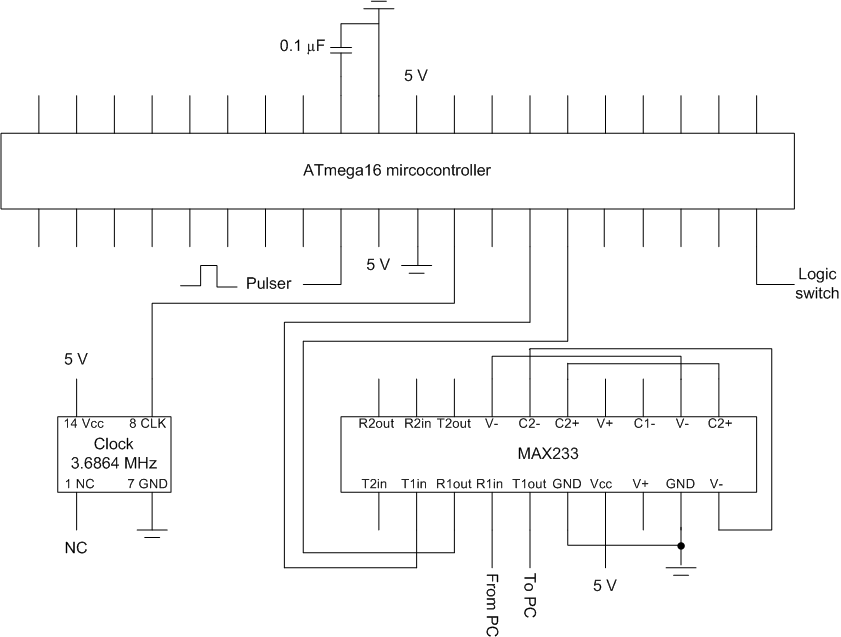 0.1 μF
5 V
ATmega16 mircocontroller
5 V
Pulser
Logic
switch
5 V
14 Vcc
8 CLK
Clock
3.6864 MHz
1 NC
7 GND
NC
R2out
R2in
T2out
V-
C2-
C2+
V+
C1-
V-
C2+
MAX233
T2in
T1in
R1out
R1in
T1out
GND
Vcc
V+
GND
V-
From PC
To PC
5 V